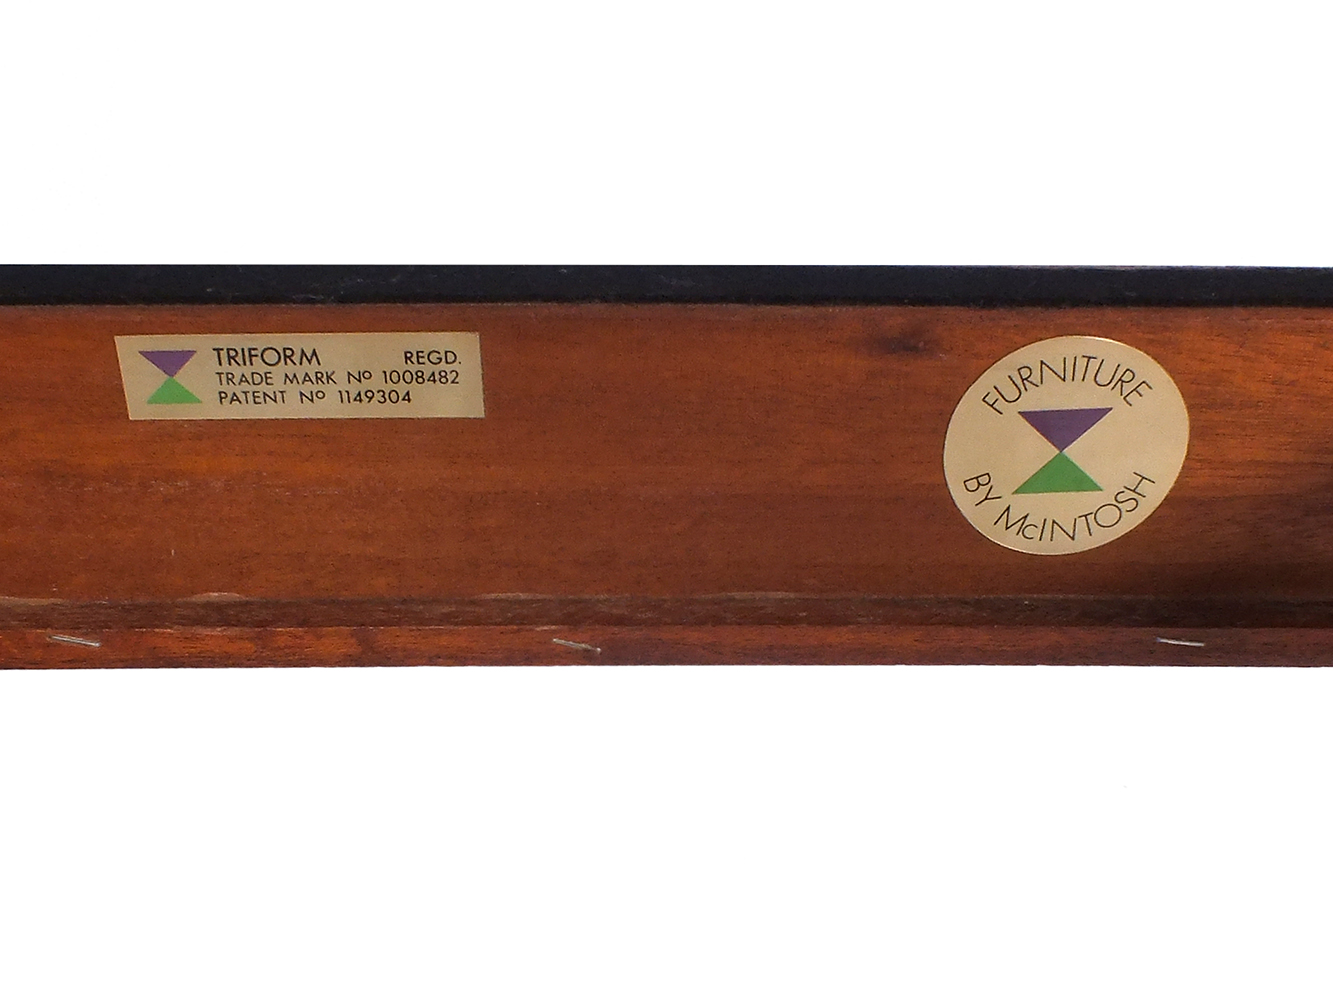 TRIFORM REGD.
TRADE MARK Nº 1008482
PATENT Nº 1149304
FURNITURE
BY McINTOSH